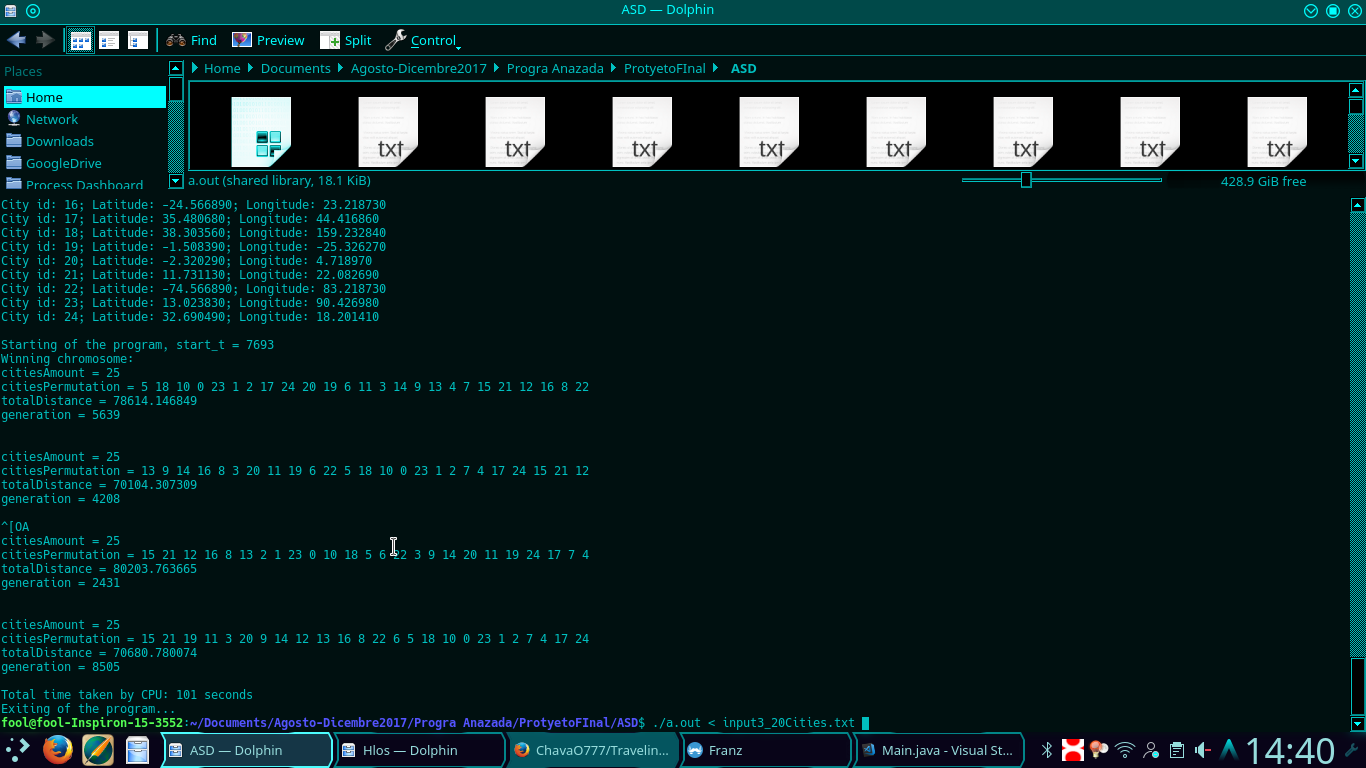 ASD — Dolphin
Find Preview Split Control
Places
Home
Network
Downloads
GoogleDrive
Process Dashboard
Home Documents Agosto-Dicembre2017 Progra Anazada ProtyetoFInal ASD
txt txt txt txt txt txt txt txt
a.out (shared library, 18.1 KiB)
428.9 GiB free
City id: 16; Latitude: -24.566890; Longitude: 23.218730
City id: 17; Latitude: 35.480680; Longitude: 44.416860
City id: 18; Latitude: 38.303560; Longitude: 159.232840
City id: 19; Latitude: -1.508390; Longitude: -25.326270
City id: 20; Latitude: -2.320290; Longitude: 4.718970
City id: 21; Latitude: 11.731130; Longitude: 22.082690
City id: 22; Latitude: -74.566890; Longitude: 83.218730
City id: 23; Latitude: 13.023830; Longitude: 90.426980
City id: 24; Latitude: 32.690490; Longitude: 18.201410
Starting of the program, start_t = 7693
Winning chromosome:
citiesAmount = 25
citiesPermutation = 5 18 10 0 23 1 2 17 24 20 19 6 11 3 14 9 13 4 7 15 21 12 16 8 22
totalDistance = 78614.146849
generation = 5639
citiesAmount = 25
citiesPermutation = 13 9 14 16 8 3 20 11 19 6 22 5 18 10 0 23 1 2 7 4 17 24 15 21 12
totalDistance = 70104.307309
generation = 4208
^[OA
citiesAmount = 25
citiesPermutation = 15 21 12 16 8 13 2 1 23 0 10 18 5 6 22 3 9 14 20 11 19 24 17 7 4
totalDistance = 80203.763665
generation = 2431
citiesAmount = 25
citiesPermutation = 15 21 19 11 3 20 9 14 12 13 16 8 22 6 5 18 10 0 23 1 2 7 4 17 24
totalDistance = 70680.780074
generation = 8505
Total time taken by CPU: 101 seconds
Exiting of the program...
fool@fool-Inspiron-15-3552:~/Documents/Agosto-Dicembre2017/Progra Anazada/ProtyetoFInal/ASD$ ./a.out < input3_20Cities.txt
ASD — Dolphin
Hlos — Dolphin
ChavaO777/Travelin...
Franz
Main.java - Visual St...
14:40